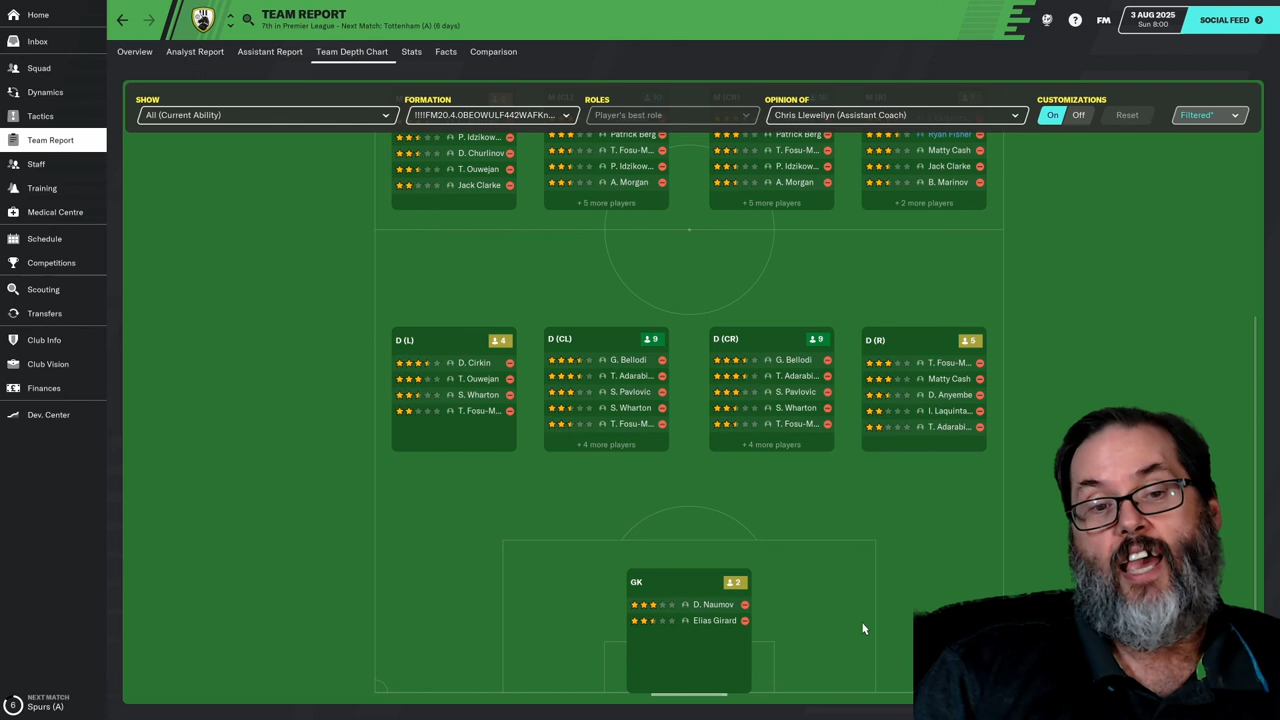 Home
Inbox
Squad
Dynamics
Tactics
Team Report
Staff
Training
Medical Centre
Schedule
Competitions
Scouting
Transfers
Club Info
Club Vision
Finances
Dev. Center
NEXT MATCH
6 Spurs (A)
TEAM REPORT
7th in Premier League - Next Match: Tottenham (A) (6 days)
FM
3 AUG 2025
Sun 8:00
SOCIAL FEED
Overview Analyst Report Assistant Report Team Depth Chart Stats Facts Comparison
SHOW FORMATION ROLES OPINION OF CUSTOMIZATIONS
All (Current Ability) !!!!FM20.4.0BEOWULF442WAFKn... Player's best role Chris Llewellyn (Assistant Coach) On Off Reset Filtered*
P. Idzikow...
D. Churlinov
T. Ouwejan
Jack Clarke
Patrick Berg
T. Fosu-M...
P. Idzikow...
A. Morgan
+ 5 more players
Patrick Berg
T. Fosu-M...
P. Idzikow...
A. Morgan
+ 5 more players
Ryan Fisher
Matty Cash
Jack Clarke
B. Marinov
+ 2 more players
D (L) 4
D. Cirkin
T. Ouwejan
S. Wharton
T. Fosu-M...
D (CL) 9
G. Bellodi
T. Adarabi...
S. Pavlovic
S. Wharton
T. Fosu-M...
+ 4 more players
D (CR) 9
G. Bellodi
T. Adarabi...
S. Pavlovic
S. Wharton
T. Fosu-M...
+ 4 more players
D (R) 5
T. Fosu-M...
Matty Cash
D. Anyembe
I. Laquinta...
T. Adarabi...
GK 2
D. Naumov
Elias Girard